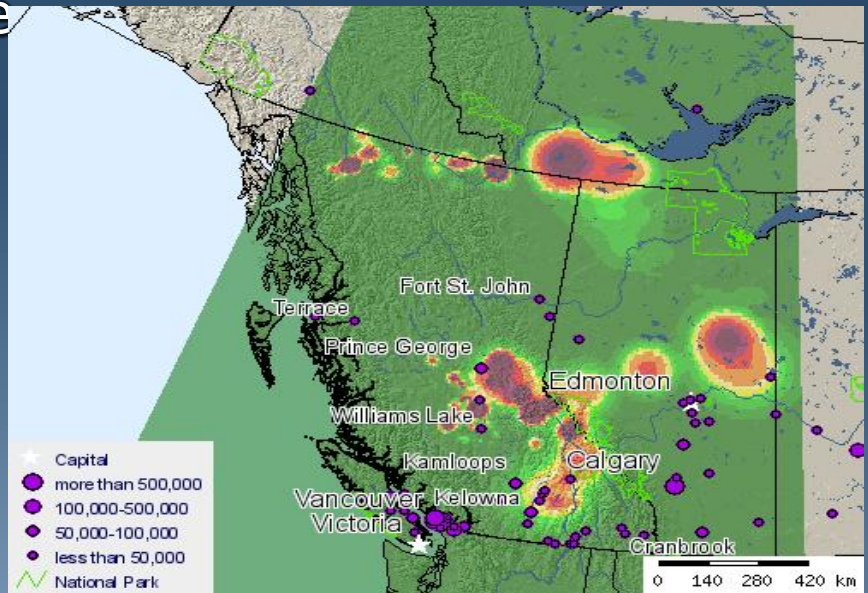 Fort St. John
Terrace
Prince George
Edmonton
Williams Lake
Kamloops
Calgary
Vancouver
Kelowna
Victoria
Cranbrook
Capital
more than 500,000
100,000-500,000
50,000-100,000
less than 50,000
National Park
0 140 280 420 km